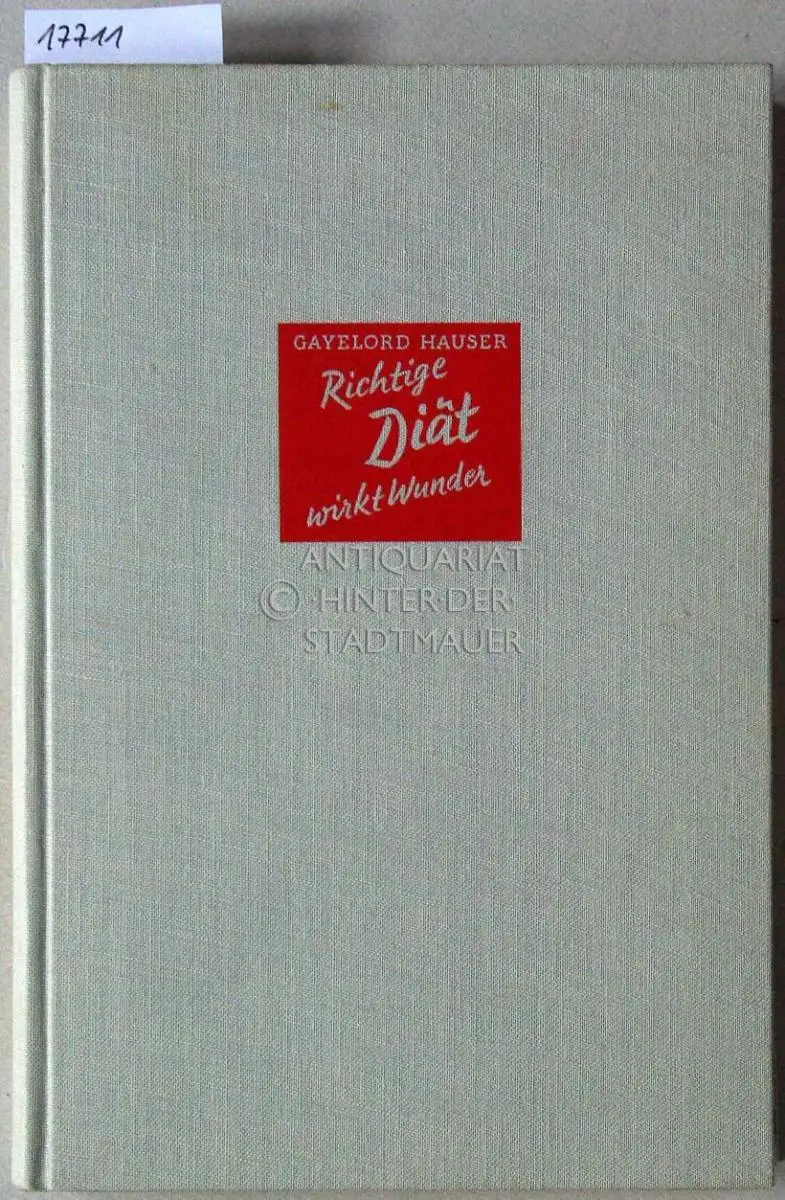 17711
GAYELORD HAUSER
Richtige
Diät
wirkt Wunder
ANTIQUARIAT
© ·HINTER·DER·
STADTMAUER